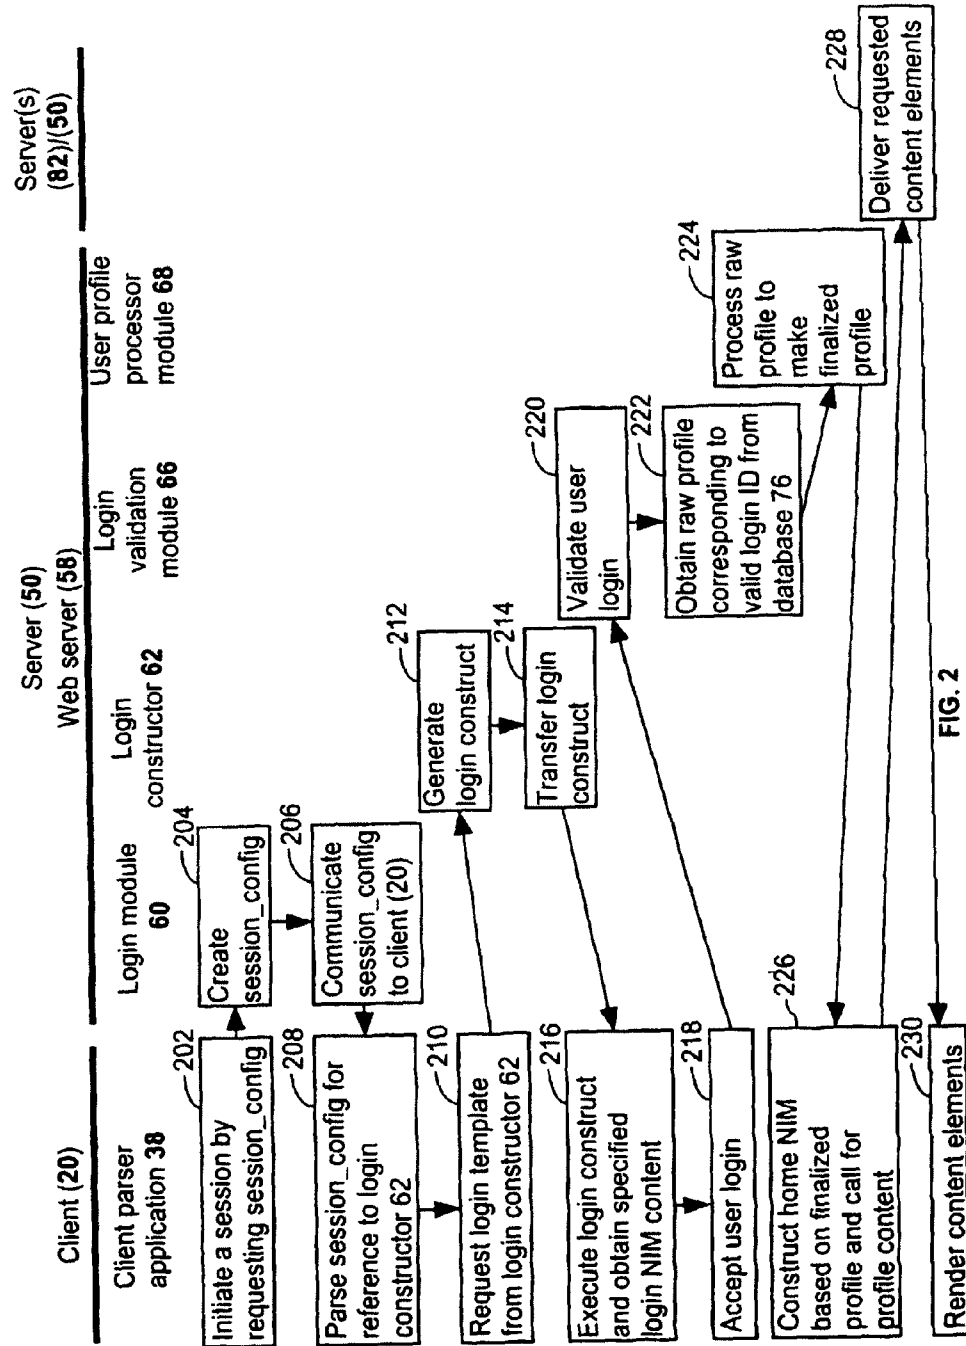 Client (20)
Server (50)
Web server (58)
Server(s)
(82)/(50)
Client parser
application 38
Login module
60
Login
constructor 62
Login
validation
module 66
User profile
processor
module 68
202
Initiate a session by
requesting session_config
204
Create
session_config
206
Communicate
session_config
to client (20)
208
Parse session_config for
reference to login
constructor 62
210
Request login template
from login constructor 62
212
Generate
login construct
214
Transfer login
construct
216
Execute login construct
and obtain specified
login NIM content
218
Accept user login
220
Validate user
login
222
Obtain raw profile
corresponding to
valid login ID from
database 76
224
Process raw
profile to
make
finalized
profile
226
Construct home NIM
based on finalized
profile and call for
profile content
228
Deliver requested
content elements
230
Render content elements
FIG. 2